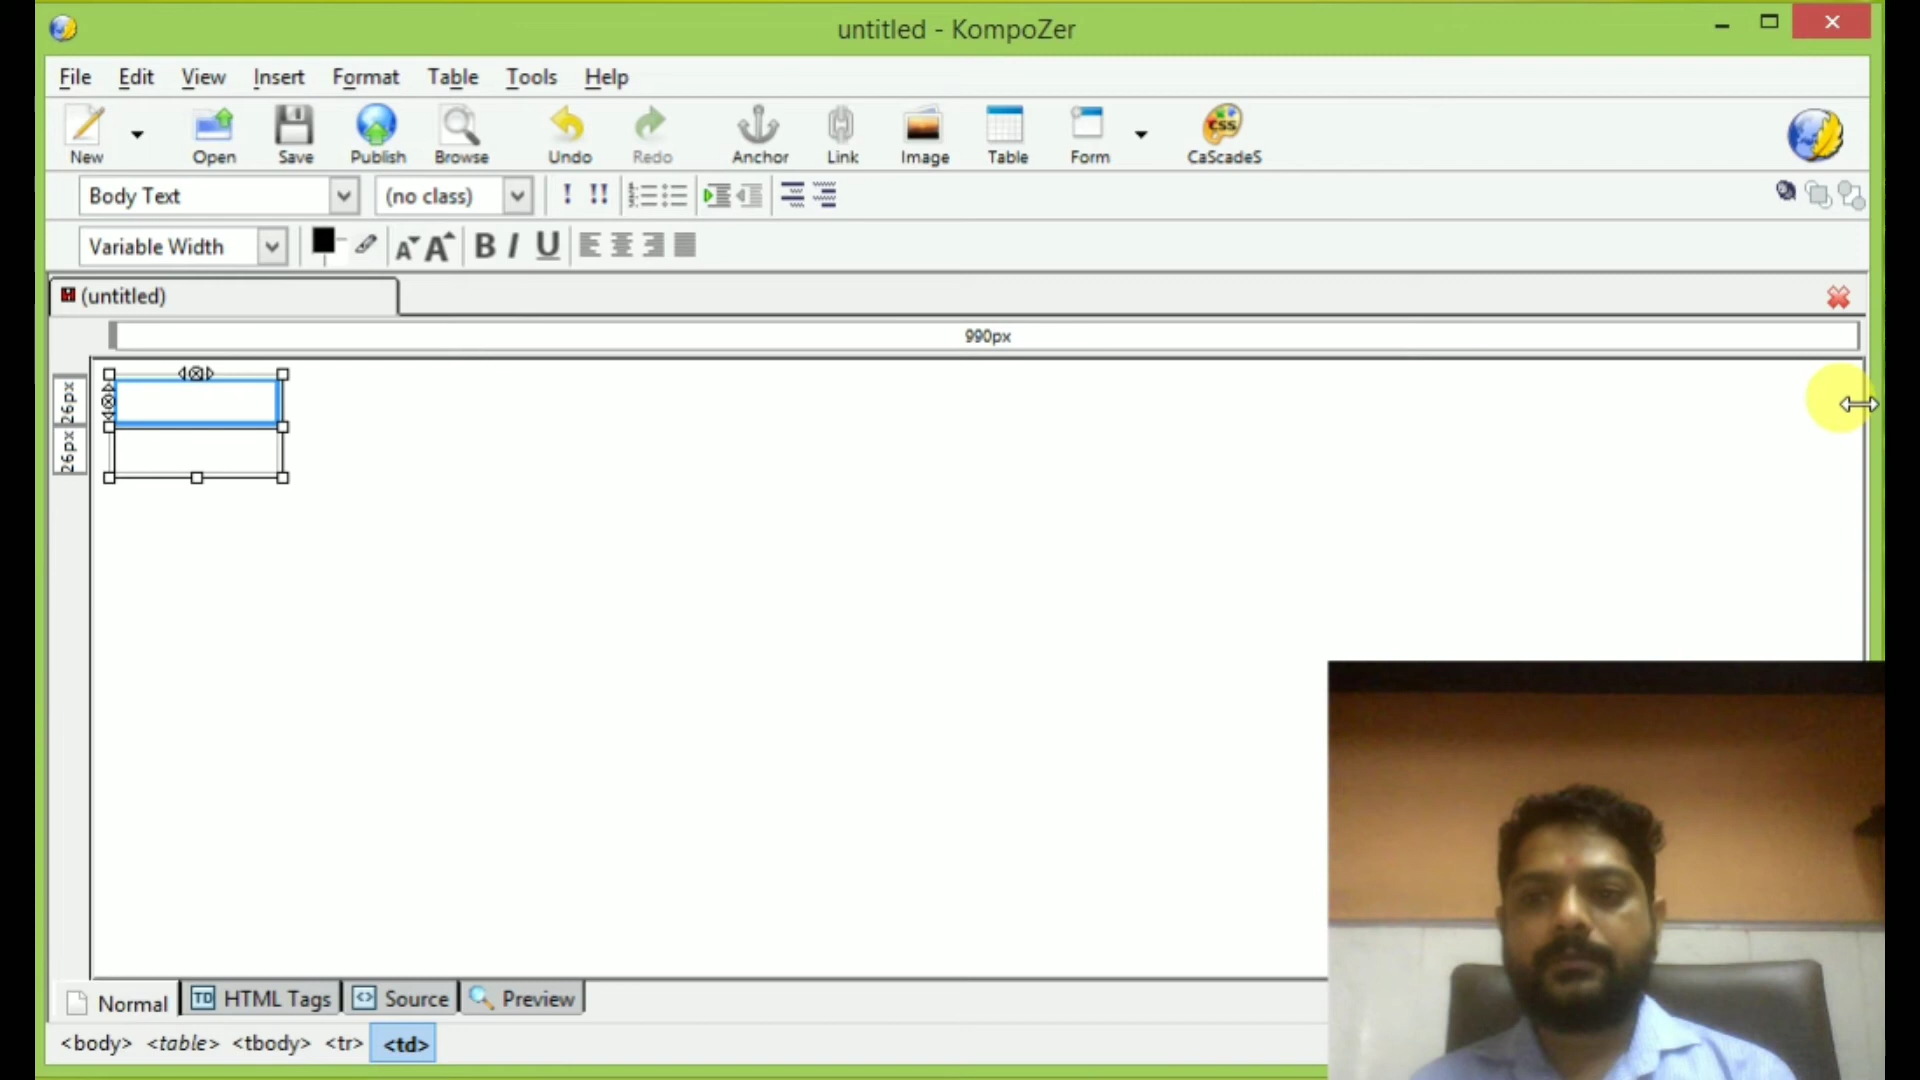 untitled - KompoZer
File Edit View Insert Format Table Tools Help
New Open Save Publish Browse Undo Redo Anchor Link Image Table Form CaScadeS
CSS
Body Text (no class) ! !!
Variable Width A A B I U
(untitled)
990px
26px
26px
Normal TD HTML Tags Source Preview
<body> <table> <tbody> <tr> <td>